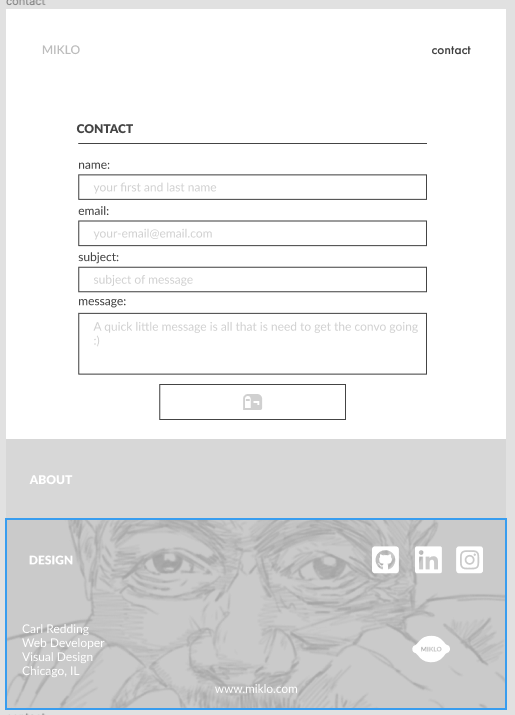 contact
MIKLO
contact
CONTACT
name:
your first and last name
email:
your-email@email.com
subject:
subject of message
message:
A quick little message is all that is need to get the convo going
:)
ABOUT
DESIGN
in
Carl Redding
Web Developer
Visual Design
Chicago, IL
MIKLO
www.miklo.com